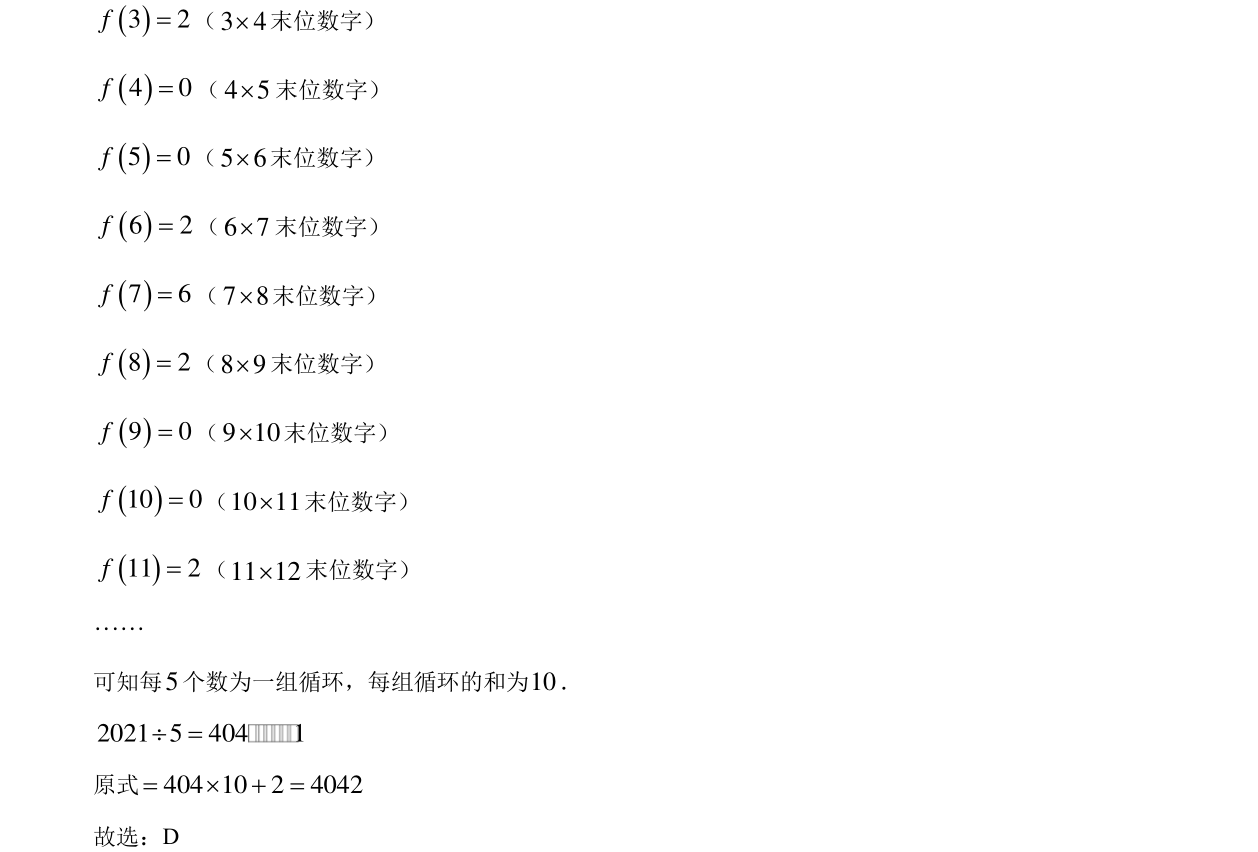 f(3)=2（3×4末位数字）
f(4)=0（4×5末位数字）
f(5)=0（5×6末位数字）
f(6)=2（6×7末位数字）
f(7)=6（7×8末位数字）
f(8)=2（8×9末位数字）
f(9)=0（9×10末位数字）
f(10)=0（10×11末位数字）
f(11)=2（11×12末位数字）
……
可知每5个数为一组循环，每组循环的和为10．
2021÷5=404□□□□□□1
原式=404×10+2=4042
故选：D